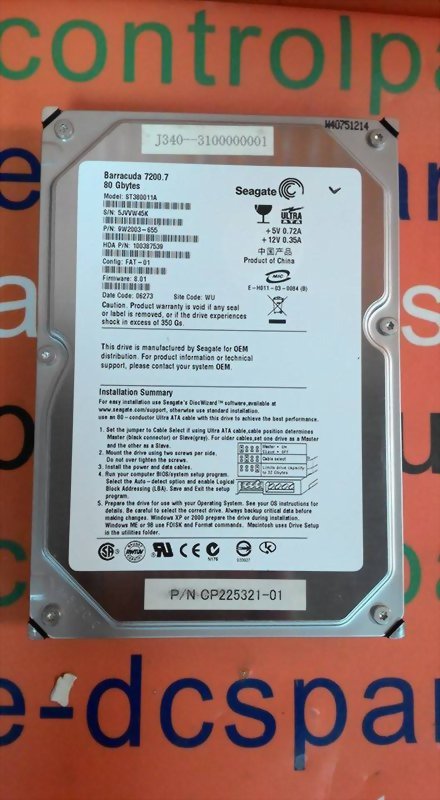 controlpa
J340--3100000001
W40751214
Barracuda 7200.7
80 Gbytes
Model: ST380011A
S/N: 5JVVW45K
P/N: 9W2003-655
HDA P/N: 100387539
Config: FAT-01
Firmware: 8.01
Date Code: 06273 Site Code: WU
Caution: Product warranty is void if any seal
or label is removed, or if the drive experiences
shock in excess of 350 Gs.
Seagate
ULTRA
ATA
+5V 0.72A
+12V 0.35A
中国产品
Product of China
MIC
E-H011-03-0084 (B)
This drive is manufactured by Seagate for OEM
distribution. For product information or technical
support, please contact your system OEM.
Installation Summary
For easy installation use Seagate's DiscWizard™ software,available at
www.seagate.com/support, otherwise use standard installation.
use an 80-conductor Ultra ATA cable with this drive to achieve the best performance.
1. Set the jumper to Cable Select if using Ultra ATA cable,cable position determines
Master(black connector) or Slave(grey). For older cables,set one drive as a Master
and the other as a Slave.
2. Mount the drive using two screws per side.
Do not over tighten the screws.
3. Install the power and data cables.
4. Run your computer BIOS/system setup program.
Select the Auto-detect option and enable Logical
Block Addressing (LBA). Save and Exit the setup
program.
Master = On
Slave = Off
Cable select
Limits drive capacity
to 32 Gbytes
5. Prepare the drive for use with your Operating System. See your OS instructions for
details. Be careful to select the correct drive. Always backup critical data before
making changes. Windows XP or 2000 prepare the drive during installation.
Windows ME or 98 use FDISK and Format commands. Macintosh uses Drive Setup
in the utilities folder.
N176
P/N CP225321-01
e-dcspar